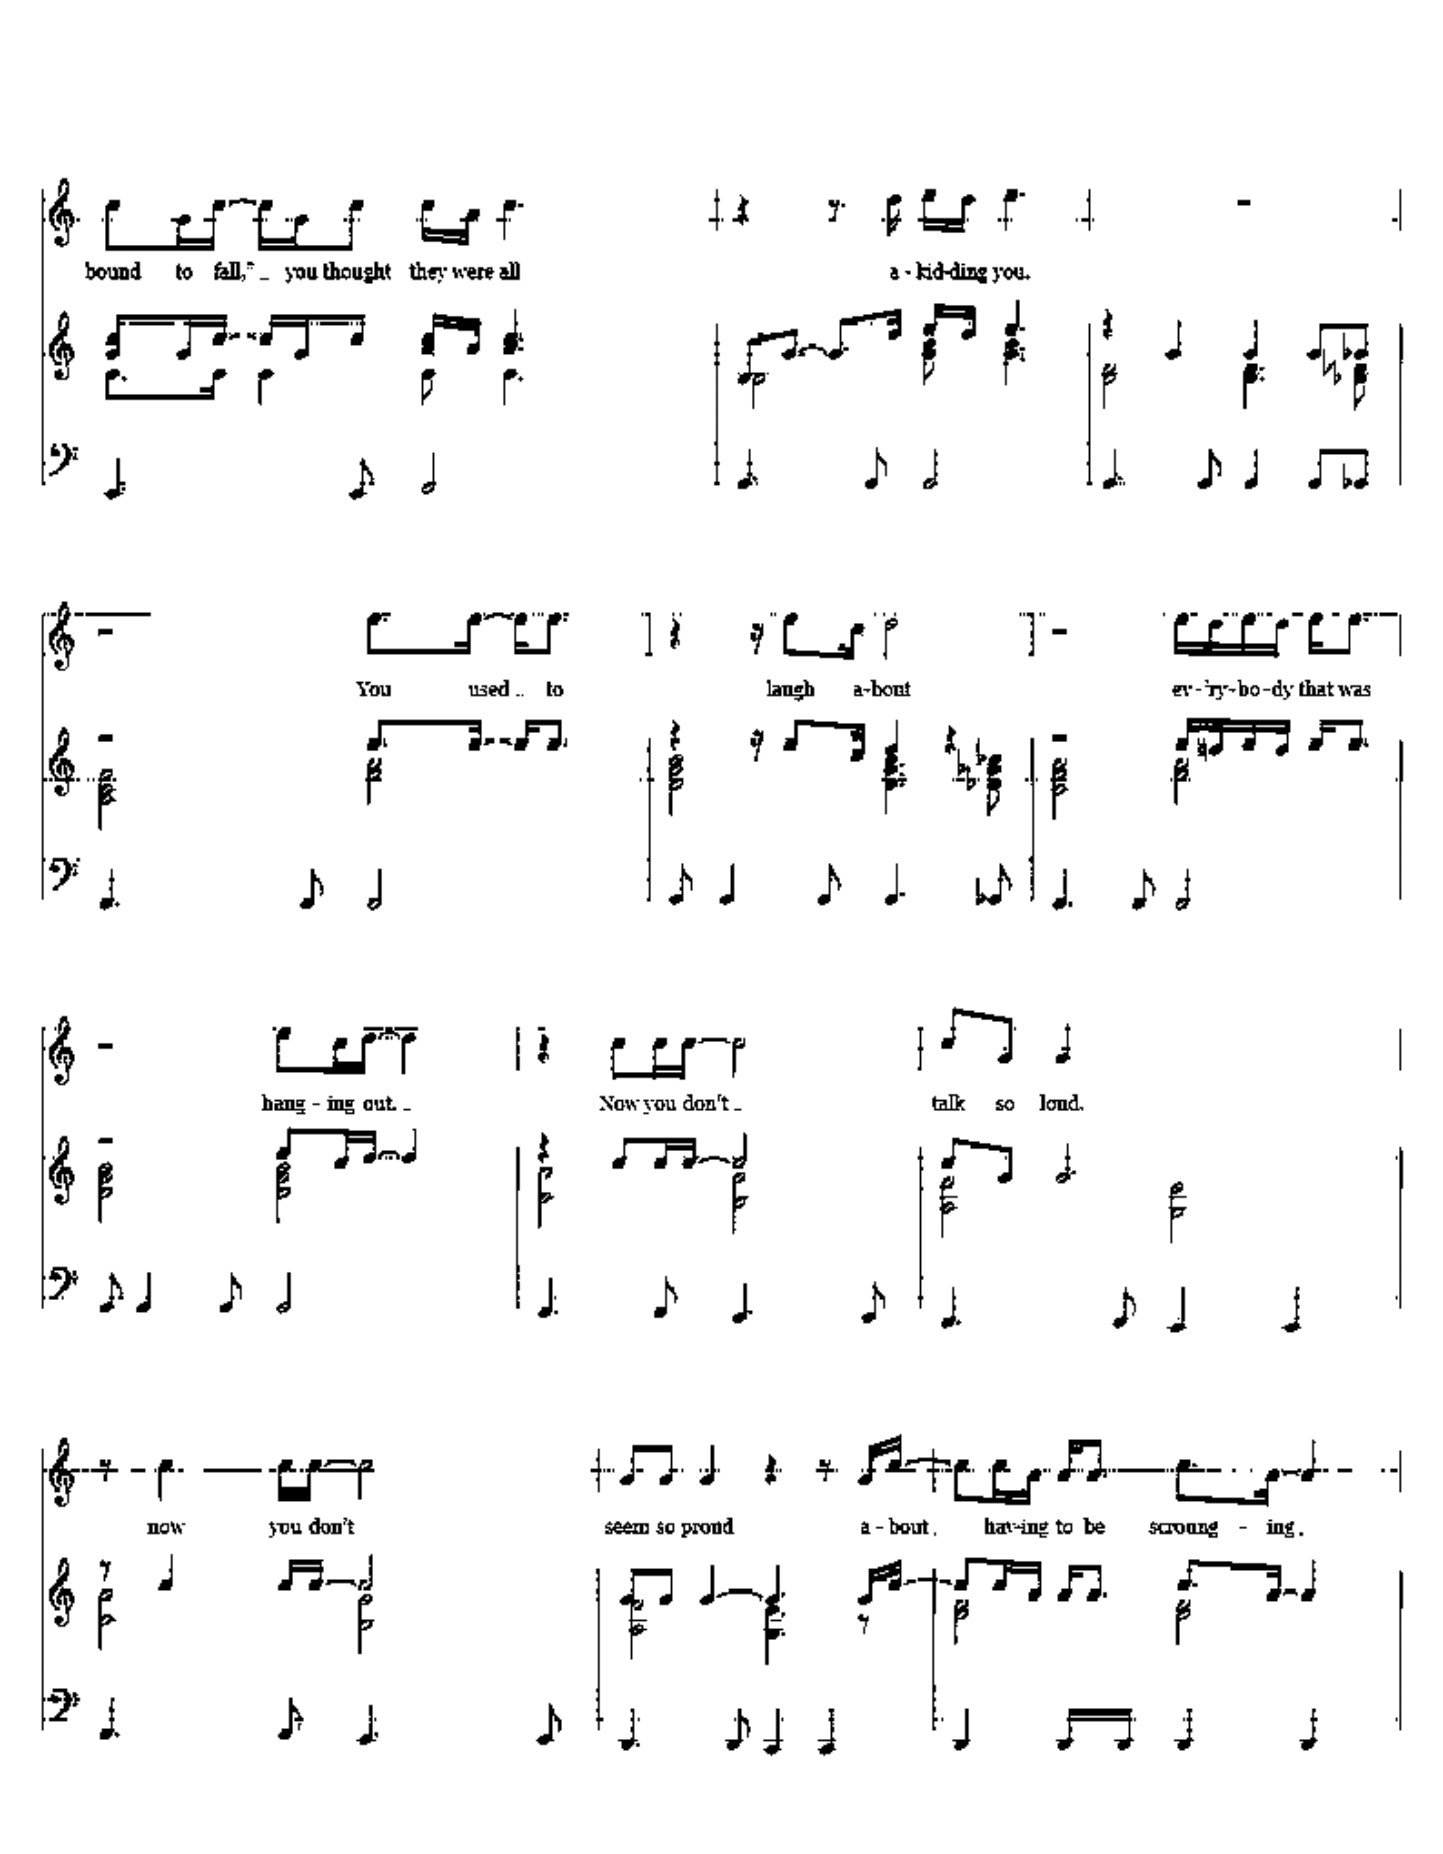 bound to fall," _ you thought they were all a - kid-ding you.
You used _ to laugh a-bout ev-'ry-bo-dy that was
hang - ing out. _ Now you don't _ talk so loud.
now you don't seem so proud a - bout _ hav-ing to be scroung - ing _